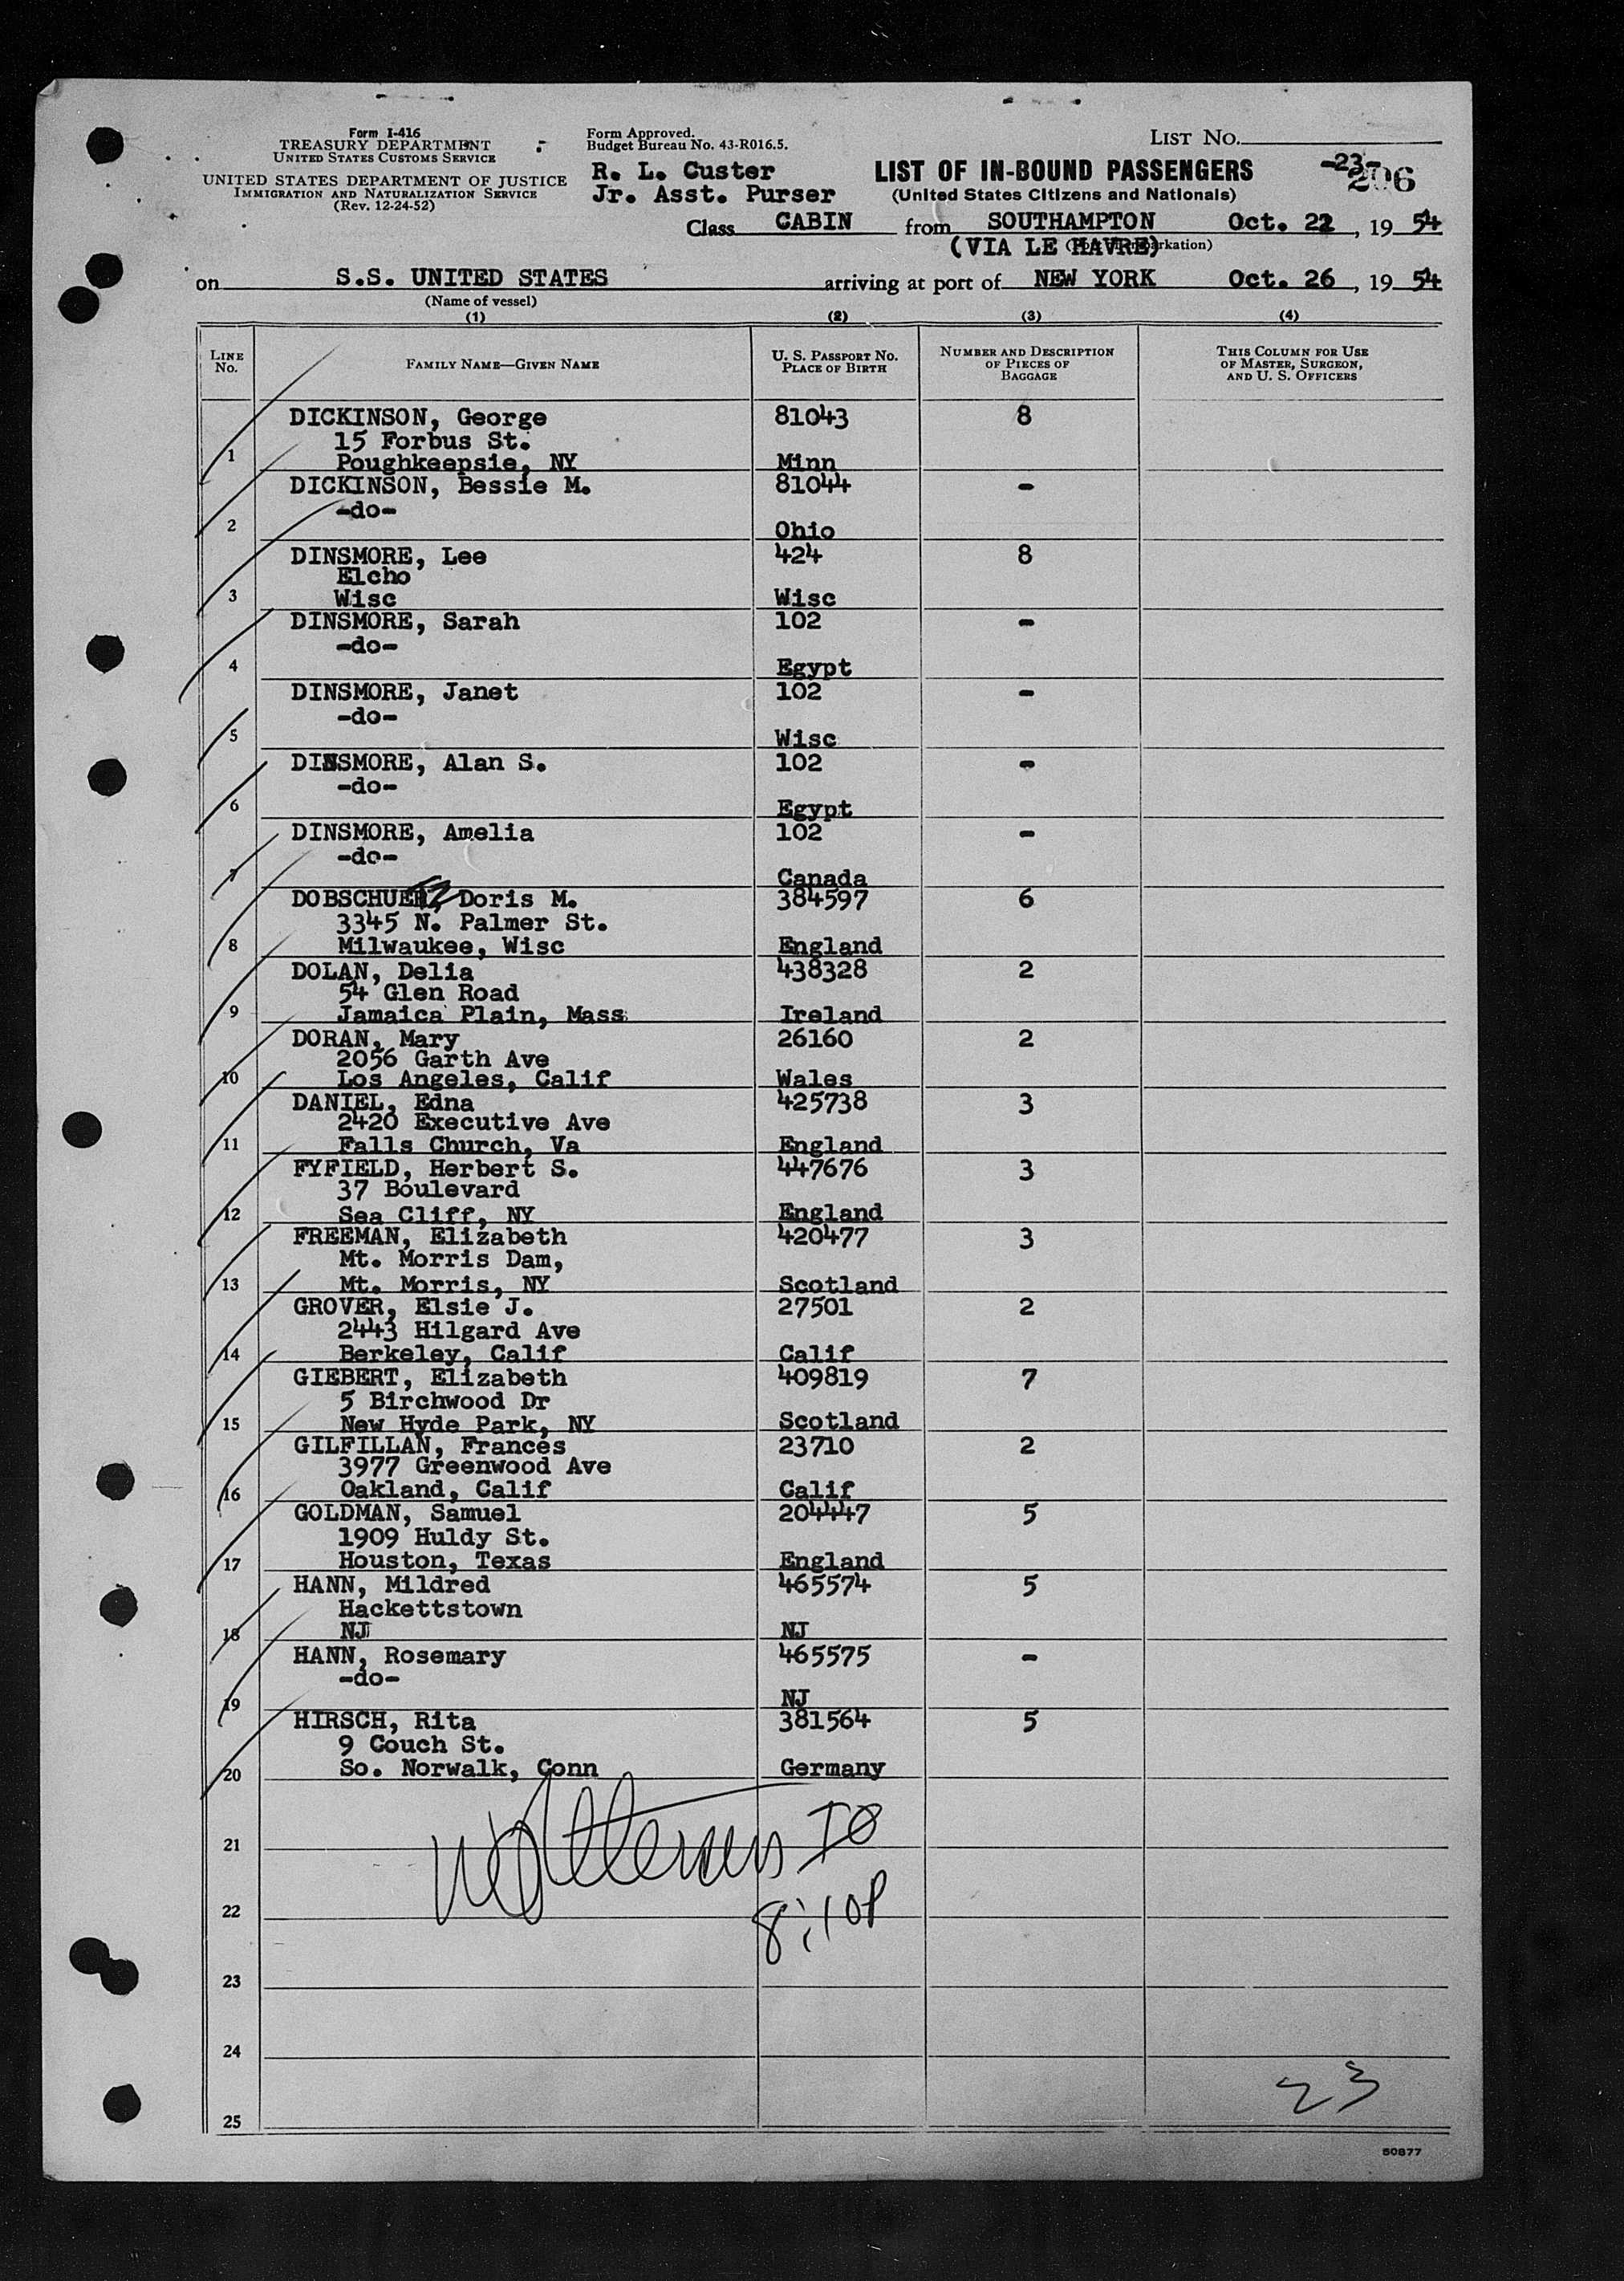 Form I-416
TREASURY DEPARTMENT
UNITED STATES CUSTOMS SERVICE
UNITED STATES DEPARTMENT OF JUSTICE
IMMIGRATION AND NATURALIZATION SERVICE
(Rev. 12-24-52)
Form Approved.
Budget Bureau No. 43-R016.5.
R. L. Custer
Jr. Asst. Purser
LIST NO.
LIST OF IN-BOUND PASSENGERS
(United States Citizens and Nationals)
-23-
206
Class CABIN from SOUTHAMPTON Oct. 22, 1954
(VIA LE HAVRE)
on S.S. UNITED STATES arriving at port of NEW YORK Oct. 26, 1954
(Name of vessel)
(1) (2) (3) (4)
LINE NO. FAMILY NAME—GIVEN NAME U. S. PASSPORT NO. PLACE OF BIRTH NUMBER AND DESCRIPTION OF PIECES OF BAGGAGE THIS COLUMN FOR USE OF MASTER, SURGEON, AND U. S. OFFICERS
DICKINSON, George 81043 8
15 Forbus St.
1 Poughkeepsie, NY Minn
DICKINSON, Bessie M. 81044 -
-do-
2 Ohio
DINSMORE, Lee 424 8
Elcho
3 Wisc Wisc
DINSMORE, Sarah 102 -
-do-
4 Egypt
DINSMORE, Janet 102 -
-do-
5 Wisc
DINSMORE, Alan S. 102 -
-do-
6 Egypt
DINSMORE, Amelia 102 -
-do-
7 Canada
DOBSCHUETZ, Doris M. 384597 6
3345 N. Palmer St.
8 Milwaukee, Wisc England
DOLAN, Delia 438328 2
54 Glen Road
9 Jamaica Plain, Mass. Ireland
DORAN, Mary 26160 2
2056 Garth Ave
10 Los Angeles, Calif Wales
DANIEL, Edna 425738 3
2420 Executive Ave
11 Falls Church, Va England
FYFIELD, Herbert S. 447676 3
37 Boulevard
12 Sea Cliff, NY England
FREEMAN, Elizabeth 420477 3
Mt. Morris Dam,
13 Mt. Morris, NY Scotland
GROVER, Elsie J. 27501 2
2443 Hilgard Ave
14 Berkeley, Calif Calif
GIEBERT, Elizabeth 409819 7
5 Birchwood Dr
15 New Hyde Park, NY Scotland
GILFILLAN, Frances 23710 2
3977 Greenwood Ave
16 Oakland, Calif Calif
GOLDMAN, Samuel 204447 5
1909 Huldy St.
17 Houston, Texas England
HANN, Mildred 465574 5
Hackettstown
18 NJ NJ
HANN, Rosemary 465575 -
-do-
19 NJ
HIRSCH, Rita 381564 5
9 Couch St.
20 So. Norwalk, Conn Germany
21
22 8:10P
23
24
23
25
50877